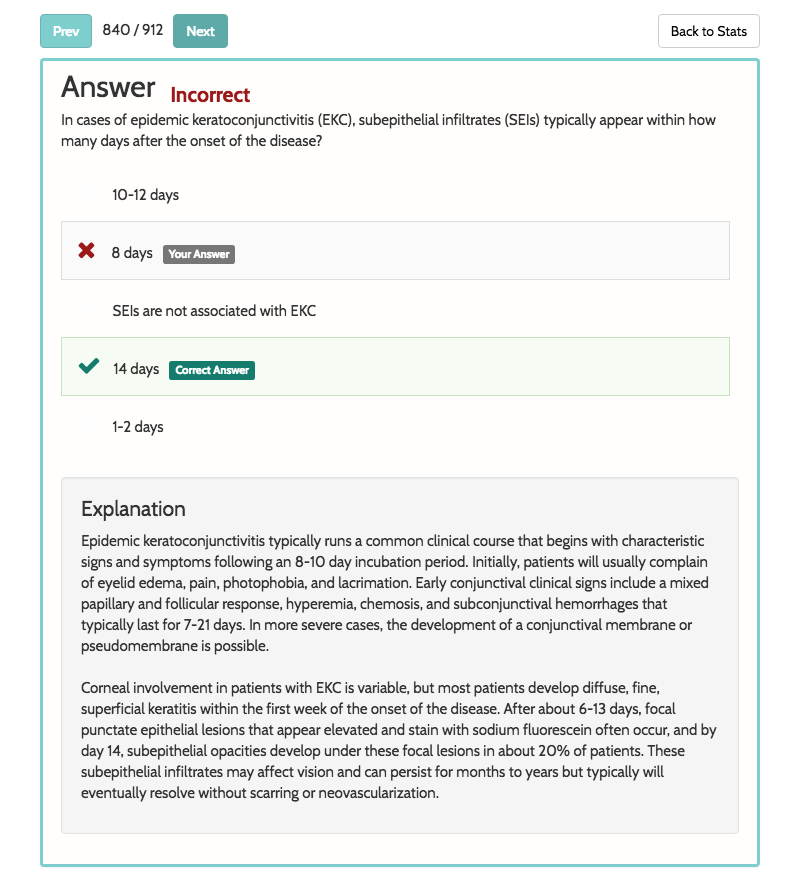 Prev 840 / 912 Next Back to Stats
Answer Incorrect
In cases of epidemic keratoconjunctivitis (EKC), subepithelial infiltrates (SEIs) typically appear within how
many days after the onset of the disease?
10-12 days
8 days Your Answer
SEIs are not associated with EKC
14 days Correct Answer
1-2 days
Explanation
Epidemic keratoconjunctivitis typically runs a common clinical course that begins with characteristic
signs and symptoms following an 8-10 day incubation period. Initially, patients will usually complain
of eyelid edema, pain, photophobia, and lacrimation. Early conjunctival clinical signs include a mixed
papillary and follicular response, hyperemia, chemosis, and subconjunctival hemorrhages that
typically last for 7-21 days. In more severe cases, the development of a conjunctival membrane or
pseudomembrane is possible.
Corneal involvement in patients with EKC is variable, but most patients develop diffuse, fine,
superficial keratitis within the first week of the onset of the disease. After about 6-13 days, focal
punctate epithelial lesions that appear elevated and stain with sodium fluorescein often occur, and by
day 14, subepithelial opacities develop under these focal lesions in about 20% of patients. These
subepithelial infiltrates may affect vision and can persist for months to years but typically will
eventually resolve without scarring or neovascularization.